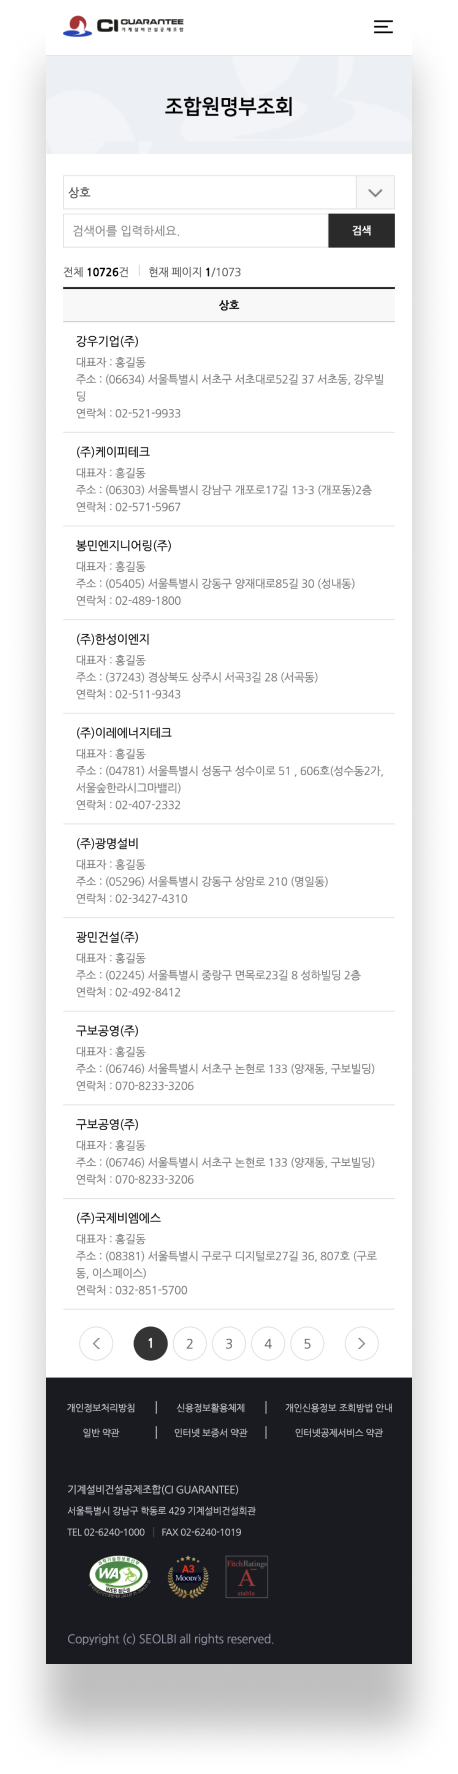 CI GUARANTEE
기계설비건설공제조합
조합원명부조회
상호
검색어를 입력하세요.
검색
전체 10726건 현재 페이지 1/1073
상호
강우기업(주)
대표자 : 홍길동
주소 : (06634) 서울특별시 서초구 서초대로52길 37 서초동, 강우빌
딩
연락처 : 02-521-9933
(주)케이피테크
대표자 : 홍길동
주소 : (06303) 서울특별시 강남구 개포로17길 13-3 (개포동)2층
연락처 : 02-571-5967
봉민엔지니어링(주)
대표자 : 홍길동
주소 : (05405) 서울특별시 강동구 양재대로85길 30 (성내동)
연락처 : 02-489-1800
(주)한성이엔지
대표자 : 홍길동
주소 : (37243) 경상북도 상주시 서곡3길 28 (서곡동)
연락처 : 02-511-9343
(주)이레에너지테크
대표자 : 홍길동
주소 : (04781) 서울특별시 성동구 성수이로 51 , 606호(성수동2가,
서울숲한라시그마밸리)
연락처 : 02-407-2332
(주)광명설비
대표자 : 홍길동
주소 : (05296) 서울특별시 강동구 상암로 210 (명일동)
연락처 : 02-3427-4310
광민건설(주)
대표자 : 홍길동
주소 : (02245) 서울특별시 중랑구 면목로23길 8 성하빌딩 2층
연락처 : 02-492-8412
구보공영(주)
대표자 : 홍길동
주소 : (06746) 서울특별시 서초구 논현로 133 (양재동, 구보빌딩)
연락처 : 070-8233-3206
구보공영(주)
대표자 : 홍길동
주소 : (06746) 서울특별시 서초구 논현로 133 (양재동, 구보빌딩)
연락처 : 070-8233-3206
(주)국제비엠에스
대표자 : 홍길동
주소 : (08381) 서울특별시 구로구 디지털로27길 36, 807호 (구로
동, 이스페이스)
연락처 : 032-851-5700
1 2 3 4 5
개인정보처리방침 | 신용정보활용체제 | 개인신용정보 조회방법 안내
일반 약관 | 인터넷 보증서 약관 | 인터넷공제서비스 약관
기계설비건설공제조합(CI GUARANTEE)
서울특별시 강남구 학동로 429 기계설비건설회관
TEL 02-6240-1000 | FAX 02-6240-1019
WA
WEB 접근성
A3
Moody's
FitchRatings
A
stable
Copyright (c) SEOLBI all rights reserved.